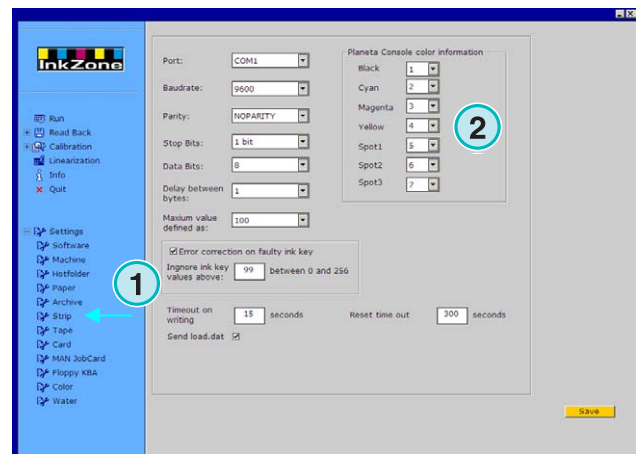 InkZone
Run
Read Back
Calibration
Linearization
Info
Quit
Settings
Software
Machine
Hotfolder
Paper
Archive
Strip
Tape
Card
MAN JobCard
Floppy KBA
Color
Water
1
Port: COM1
Baudrate: 9600
Parity: NOPARITY
Stop Bits: 1 bit
Data Bits: 8
Delay between
bytes: 1
Maxium value
defined as: 100
Error correction on faulty ink key
Ingnore ink key
values above: 99 between 0 and 256
Timeout on
writing 15 seconds
Reset time out 300 seconds
Send load.dat
Planeta Console color information
Black 1
Cyan 2
Magenta 3
Yellow 4
Spot1 5
Spot2 6
Spot3 7
2
Save